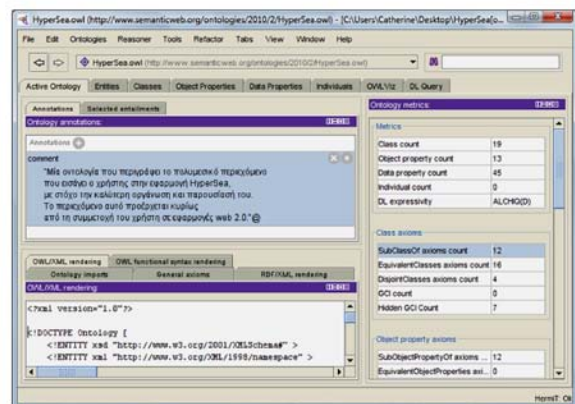 HyperSea.owl (http://www.semanticweb.org/ontologies/2010/2/HyperSea.owl) - [C:\Users\Catherine\Desktop\HyperSea[o...
File Edit Ontologies Reasoner Tools Refactor Tabs View Window Help
HyperSea.owl (http://www.semanticweb.org/ontologies/2010/2/HyperSea.owl)
Active Ontology Entities Classes Object Properties Data Properties Individuals OWLViz DL Query
Annotations Selected entailments
Ontology annotations:
Annotations
comment
"Μία οντολογία που περιγράφει το πολυμεσικό περιεχόμενο
που εισάγει ο χρήστης στην εφαρμογή HyperSea,
με στόχο την καλύτερη οργάνωση και παρουσίασή του.
Το περιεχόμενο αυτό προέρχεται κυρίως
από τη συμμετοχή του χρήστη σε εφαρμογές web 2.0."@
OWL/XML rendering OWL functional syntax rendering
Ontology imports General axioms RDF/XML rendering
OWL/XML rendering:
<?xml version="1.0"?>
<!DOCTYPE Ontology [
<!ENTITY xsd "http://www.w3.org/2001/XMLSchema#" >
<!ENTITY xml "http://www.w3.org/XML/1998/namespace" >
Ontology metrics:
Metrics
Class count 19
Object property count 13
Data property count 45
Individual count 0
DL expressivity ALCHIQ(D)
Class axioms
SubClassOf axioms count 12
EquivalentClasses axioms count 16
DisjointClasses axioms count 4
GCI count 0
Hidden GCI Count 7
Object property axioms
SubObjectPropertyOf axioms ... 12
EquivalentObjectProperties axi... 0
HermiT: Ok